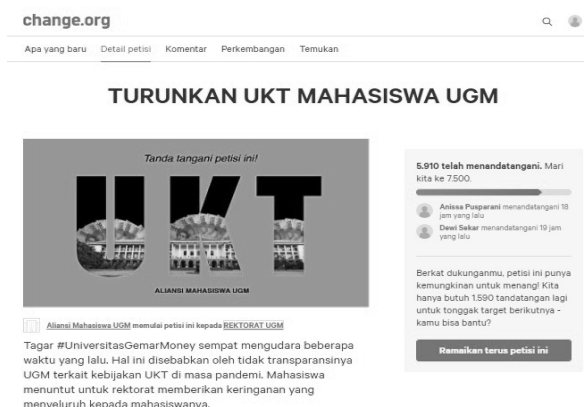 change.org
Apa yang baru Detail petisi Komentar Perkembangan Temukan
TURUNKAN UKT MAHASISWA UGM
Tanda tangani petisi ini!
UKT
ALIANSI MAHASISWA UGM
Aliansi Mahasiswa UGM memulai petisi ini kepada REKTORAT UGM
Tagar #UniversitasGemarMoney sempat mengudara beberapa
waktu yang lalu. Hal ini disebabkan oleh tidak transparansinya
UGM terkait kebijakan UKT di masa pandemi. Mahasiswa
menuntut untuk rektorat memberikan keringanan yang
menyeluruh kepada mahasiswanya.
5.910 telah menandatangani. Mari
kita ke 7.500.
Anissa Pusparani menandatangani 18
jam yang lalu
Dewi Sekar menandatangani 19 jam
yang lalu
Berkat dukunganmu, petisi ini punya
kemungkinan untuk menang! Kita
hanya butuh 1.590 tandatangan lagi
untuk tonggak target berikutnya -
kamu bisa bantu?
Ramaikan terus petisi ini